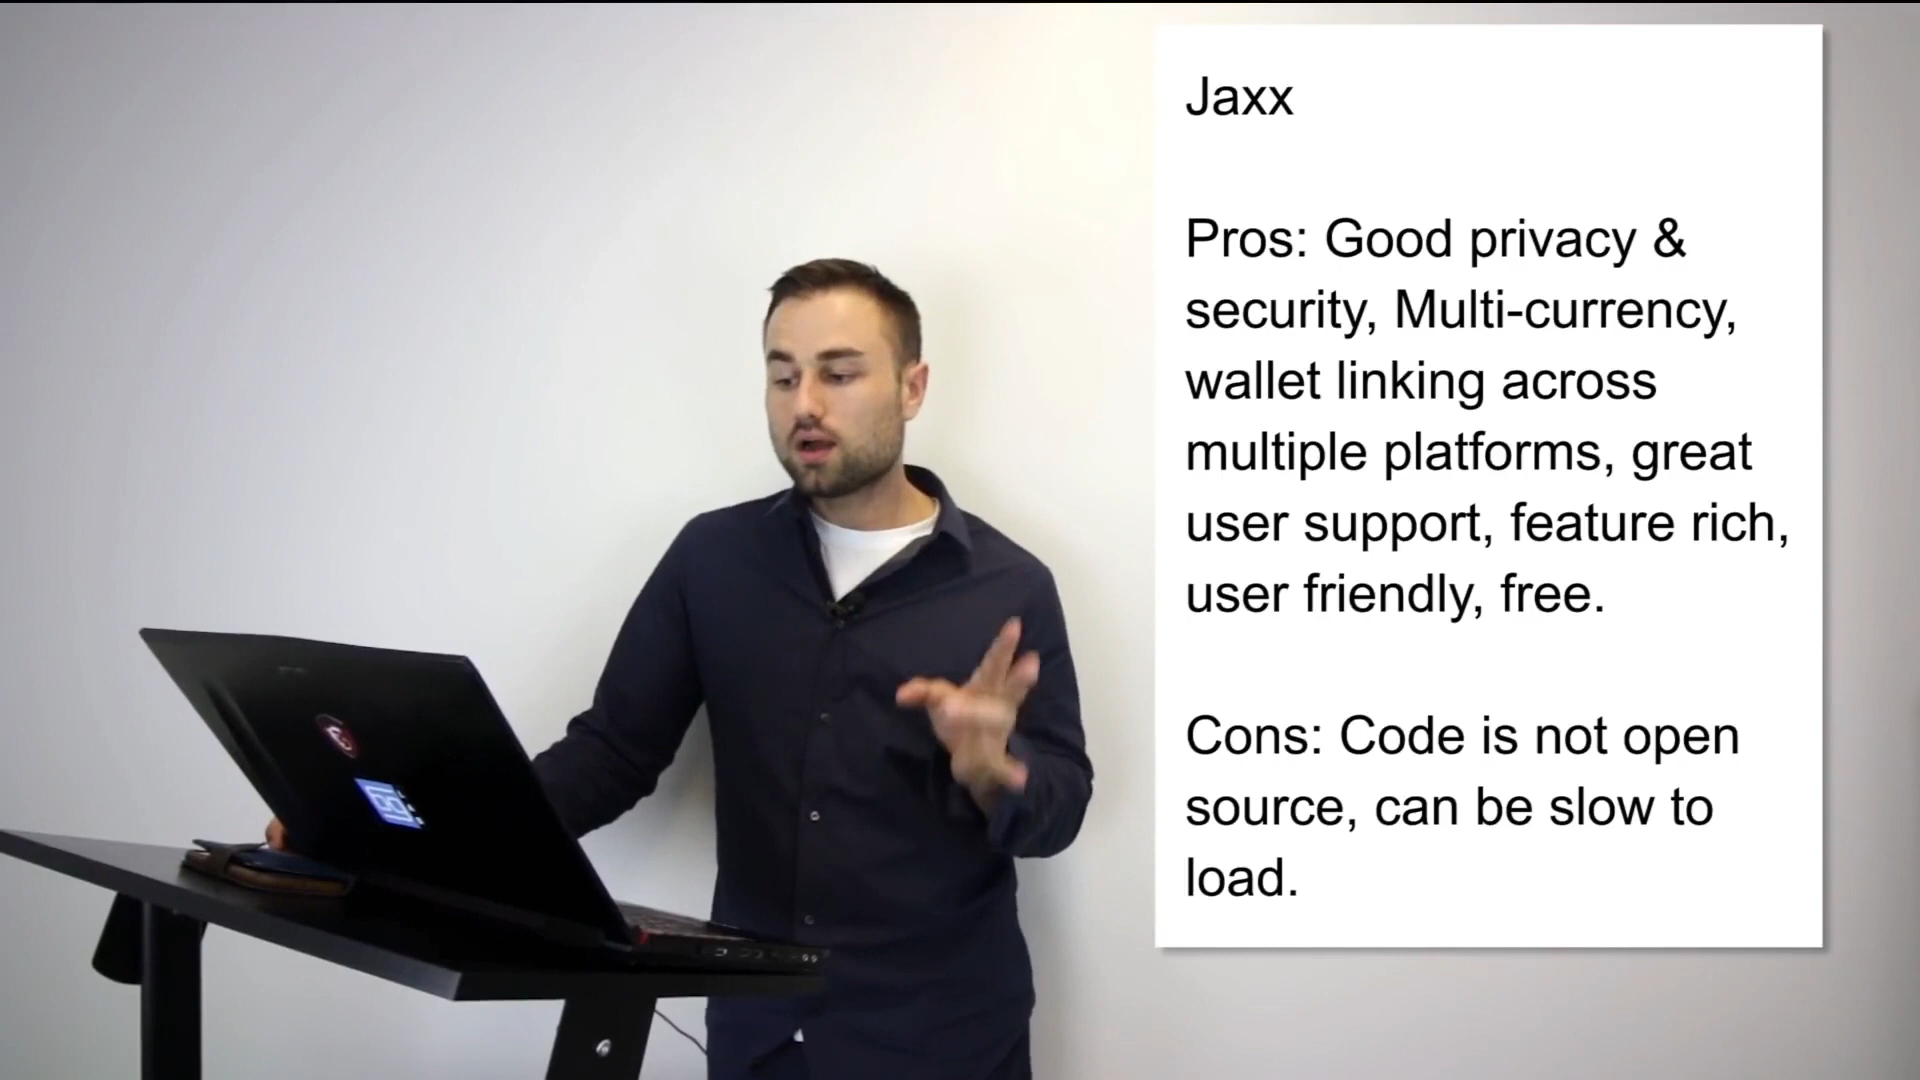 Jaxx
Pros: Good privacy &
security, Multi-currency,
wallet linking across
multiple platforms, great
user support, feature rich,
user friendly, free.
Cons: Code is not open
source, can be slow to
load.